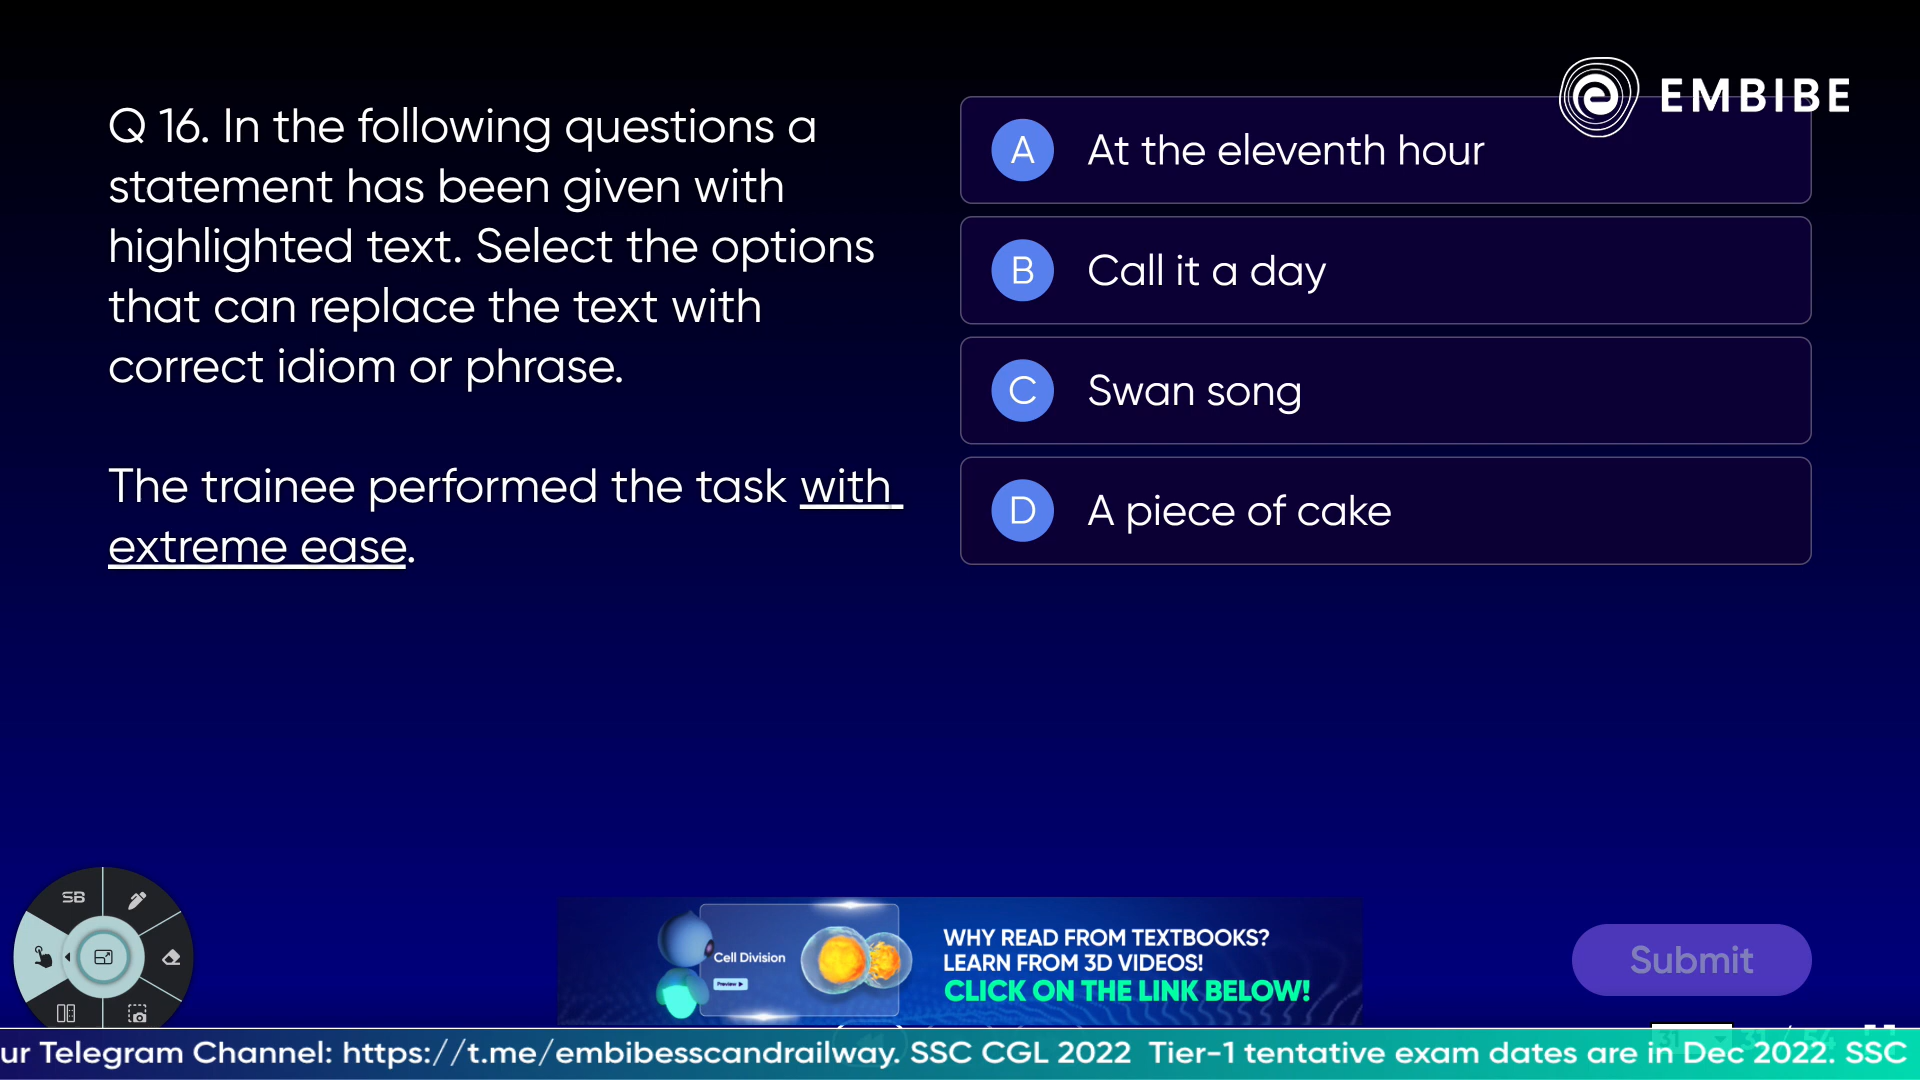 EMBIBE
Q 16. In the following questions a
statement has been given with
highlighted text. Select the options
that can replace the text with
correct idiom or phrase.
The trainee performed the task with
extreme ease.
A At the eleventh hour
B Call it a day
C Swan song
D A piece of cake
SB
Cell Division
Preview
WHY READ FROM TEXTBOOKS?
LEARN FROM 3D VIDEOS!
CLICK ON THE LINK BELOW!
Submit
ur Telegram Channel: https://t.me/embibesscandrailway. SSC CGL 2022 Tier-1 tentative exam dates are in Dec 2022. SSC